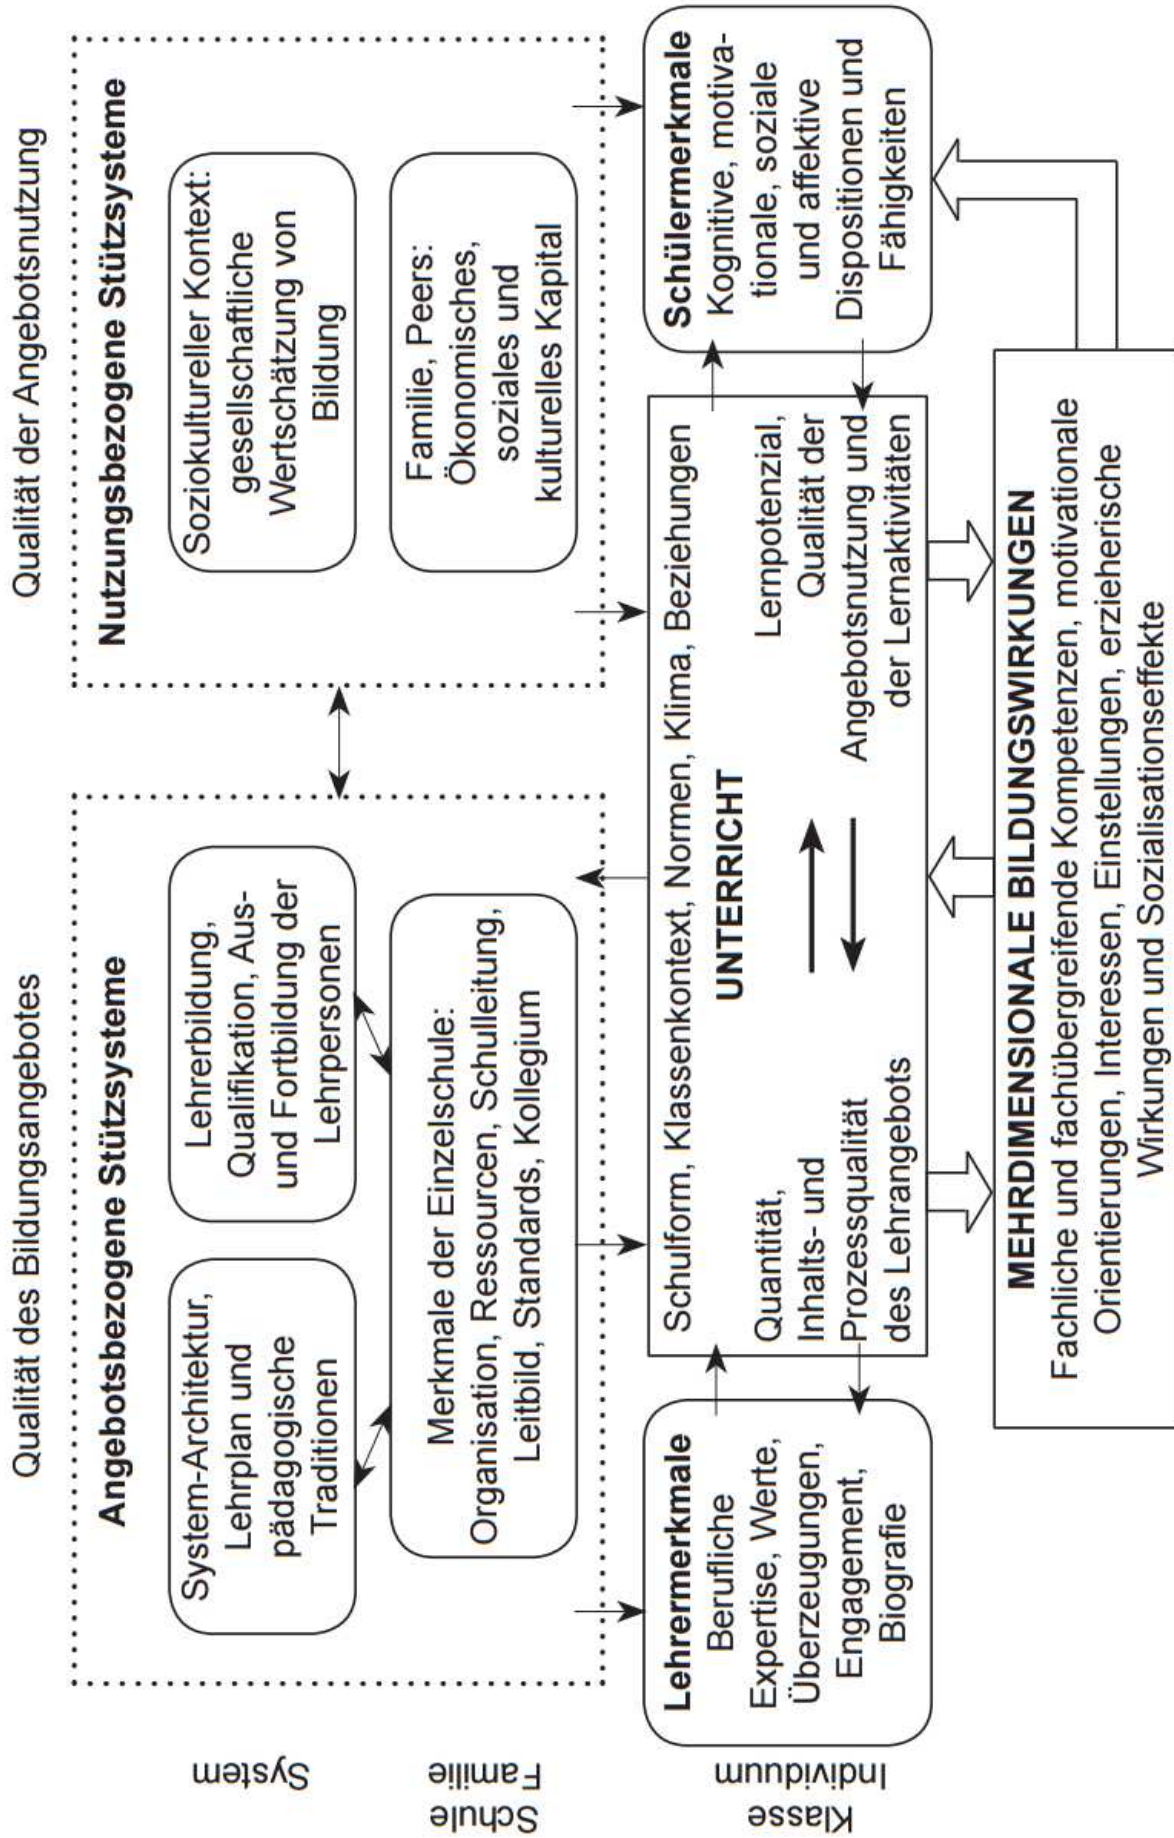 Qualität des Bildungsangebotes
Qualität der Angebotsnutzung
Angebotsbezogene Stützsysteme
Nutzungsbezogene Stützsysteme
System
System-Architektur,
Lehrplan und
pädagogische
Traditionen
Lehrerbildung,
Qualifikation, Aus-
und Fortbildung der
Lehrpersonen
Soziokultureller Kontext:
gesellschaftliche
Wertschätzung von
Bildung
Schule
Familie
Merkmale der Einzelschule:
Organisation, Ressourcen, Schulleitung,
Leitbild, Standards, Kollegium
Familie, Peers:
Ökonomisches,
soziales und
kulturelles Kapital
Klasse
Individuum
Lehrermerkmale
Berufliche
Expertise, Werte,
Überzeugungen,
Engagement,
Biografie
Schulform, Klassenkontext, Normen, Klima, Beziehungen
UNTERRICHT
Quantität,
Inhalts- und
Prozessqualität
des Lehrangebots
Lernpotenzial,
Qualität der
Angebotsnutzung und
der Lernaktivitäten
Schülermerkmale
Kognitive, motiva-
tionale, soziale
und affektive
Dispositionen und
Fähigkeiten
MEHRDIMENSIONALE BILDUNGSWIRKUNGEN
Fachliche und fachübergreifende Kompetenzen, motivationale
Orientierungen, Interessen, Einstellungen, erzieherische
Wirkungen und Sozialisationseffekte